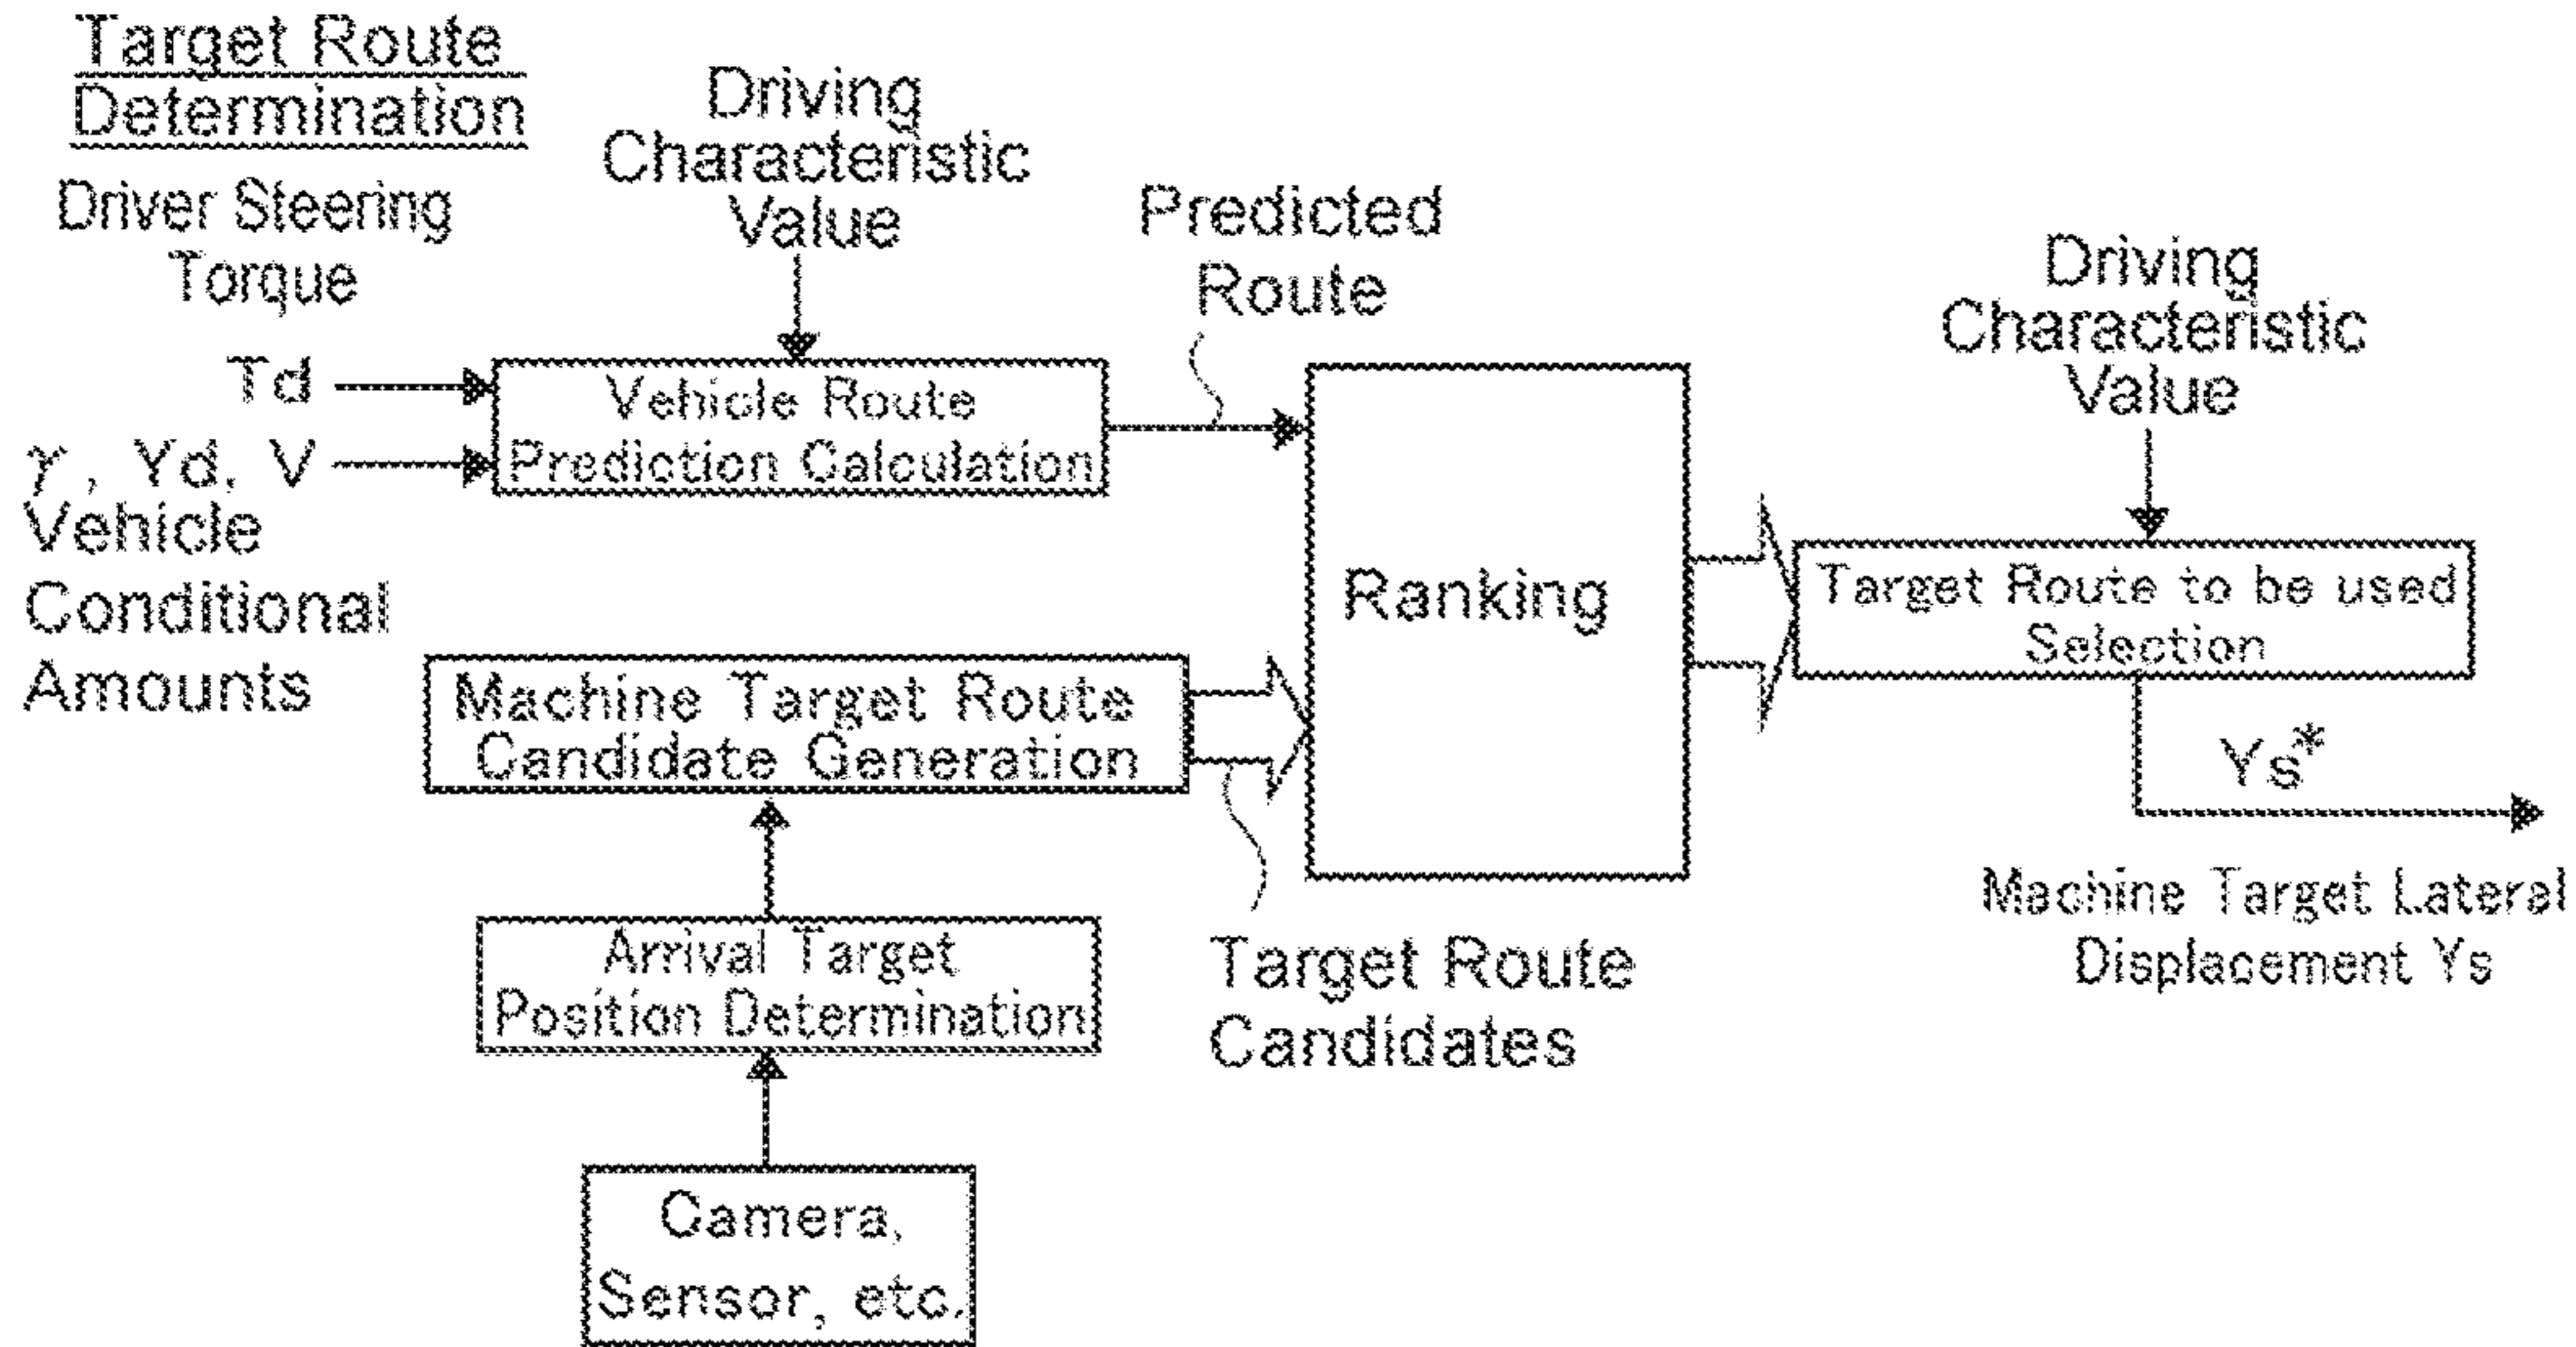 Target Route
Determination
Driver Steering
Torque
Driving
Characteristic
Value
Predicted
Route
Driving
Characteristic
Value
Td
γ, Yd, V
Vehicle
Conditional
Amounts
Vehicle Route
Prediction Calculation
Ranking
Target Route to be used
Selection
Machine Target Route
Candidate Generation
Ys*
Machine Target Lateral
Displacement Ys
Arrival Target
Position Determination
Target Route
Candidates
Camera,
Sensor, etc.